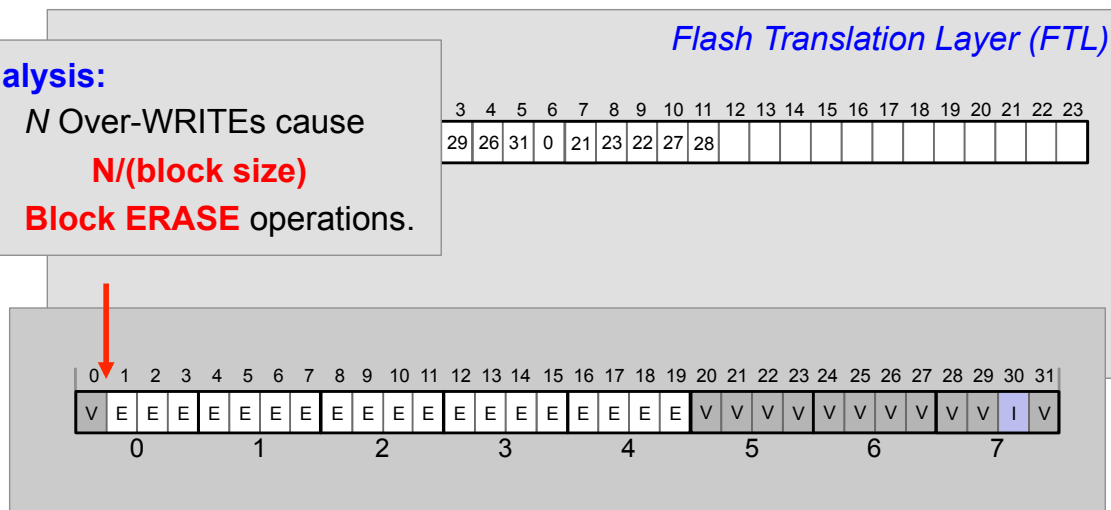 Flash Translation Layer (FTL)
alysis:
N Over-WRITEs cause
N/(block size)
Block ERASE operations.
3 4 5 6 7 8 9 10 11 12 13 14 15 16 17 18 19 20 21 22 23
29 26 31 0 21 23 22 27 28
0 1 2 3 4 5 6 7 8 9 10 11 12 13 14 15 16 17 18 19 20 21 22 23 24 25 26 27 28 29 30 31
V E E E E E E E E E E E E E E E E E E E V V V V V V V V V V I V
0 1 2 3 4 5 6 7